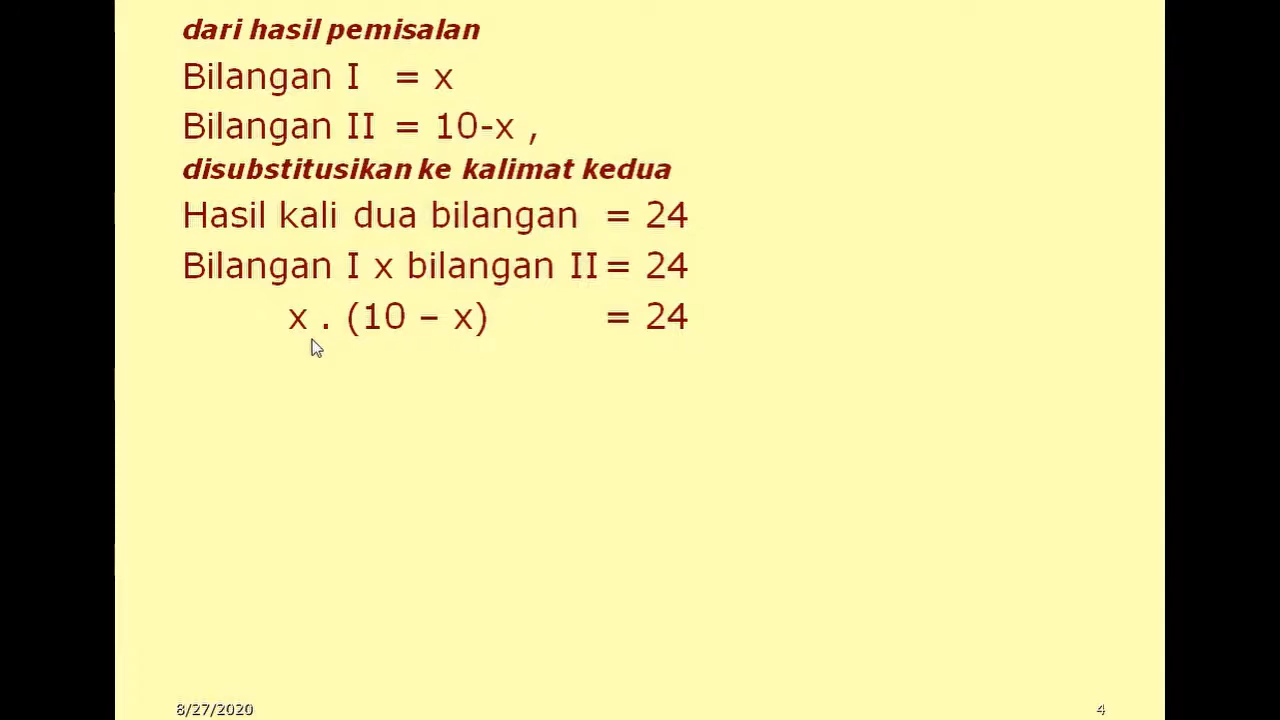 dari hasil pemisalan
Bilangan I = x
Bilangan II = 10-x ,
disubstitusikan ke kalimat kedua
Hasil kali dua bilangan = 24
Bilangan I x bilangan II = 24
x . (10 – x) = 24
8/27/2020 4